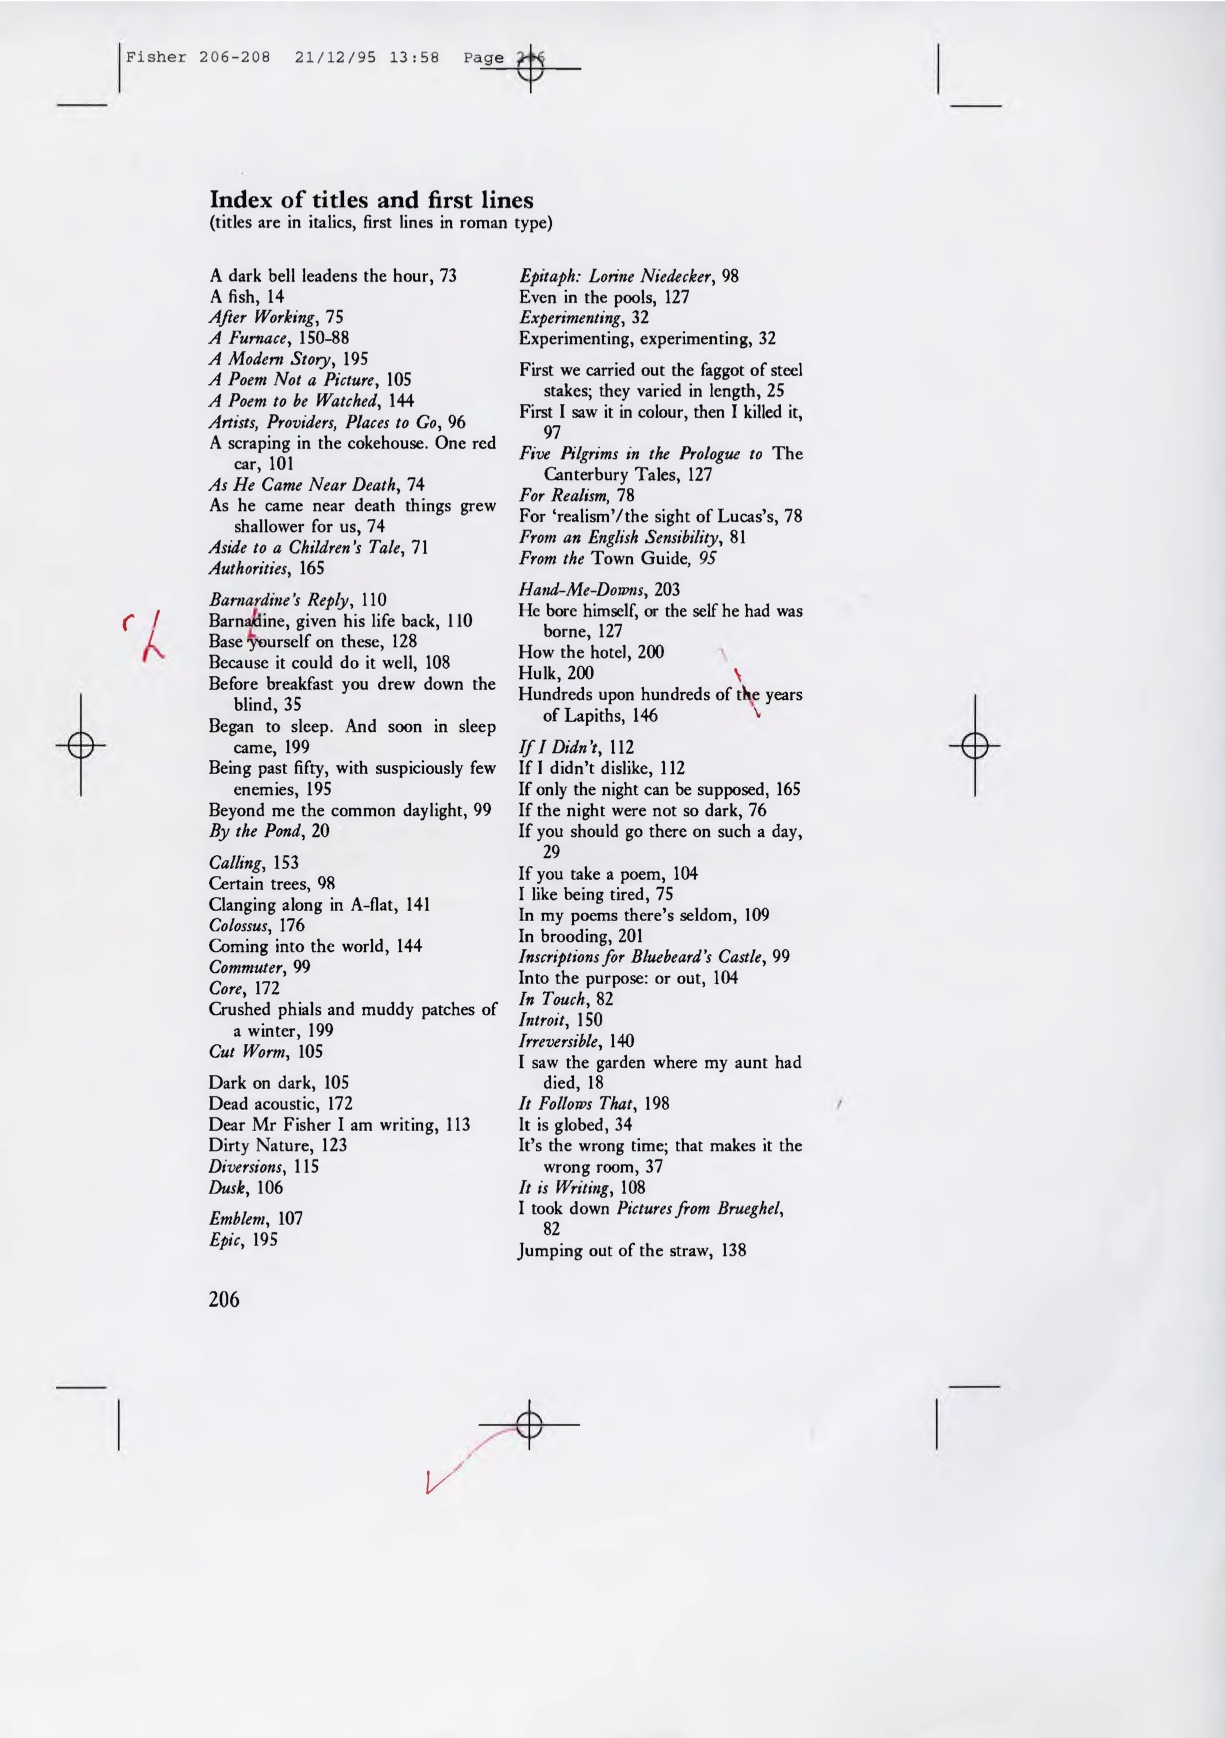 Fisher 206-208 21/12/95 13:58 Page 206
Index of titles and first lines
(titles are in italics, first lines in roman type)
A dark bell leadens the hour, 73
A fish, 14
After Working, 75
A Furnace, 150–88
A Modern Story, 195
A Poem Not a Picture, 105
A Poem to be Watched, 144
Artists, Providers, Places to Go, 96
A scraping in the cokehouse. One red
car, 101
As He Came Near Death, 74
As he came near death things grew
shallower for us, 74
Aside to a Children's Tale, 71
Authorities, 165
Barnardine's Reply, 110
Barnadine, given his life back, 110
Base yourself on these, 128
Because it could do it well, 108
Before breakfast you drew down the
blind, 35
Began to sleep. And soon in sleep
came, 199
Being past fifty, with suspiciously few
enemies, 195
Beyond me the common daylight, 99
By the Pond, 20
Calling, 153
Certain trees, 98
Clanging along in A-flat, 141
Colossus, 176
Coming into the world, 144
Commuter, 99
Core, 172
Crushed phials and muddy patches of
a winter, 199
Cut Worm, 105
Dark on dark, 105
Dead acoustic, 172
Dear Mr Fisher I am writing, 113
Dirty Nature, 123
Diversions, 115
Dusk, 106
Emblem, 107
Epic, 195
Epitaph: Lorine Niedecker, 98
Even in the pools, 127
Experimenting, 32
Experimenting, experimenting, 32
First we carried out the faggot of steel
stakes; they varied in length, 25
First I saw it in colour, then I killed it,
97
Five Pilgrims in the Prologue to The
Canterbury Tales, 127
For Realism, 78
For 'realism'/the sight of Lucas's, 78
From an English Sensibility, 81
From the Town Guide, 95
Hand-Me-Downs, 203
He bore himself, or the self he had was
borne, 127
How the hotel, 200
Hulk, 200
Hundreds upon hundreds of the years
of Lapiths, 146
If I Didn't, 112
If I didn't dislike, 112
If only the night can be supposed, 165
If the night were not so dark, 76
If you should go there on such a day,
29
If you take a poem, 104
I like being tired, 75
In my poems there's seldom, 109
In brooding, 201
Inscriptions for Bluebeard's Castle, 99
Into the purpose: or out, 104
In Touch, 82
Introit, 150
Irreversible, 140
I saw the garden where my aunt had
died, 18
It Follows That, 198
It is globed, 34
It's the wrong time; that makes it the
wrong room, 37
It is Writing, 108
I took down Pictures from Brueghel,
82
Jumping out of the straw, 138
206